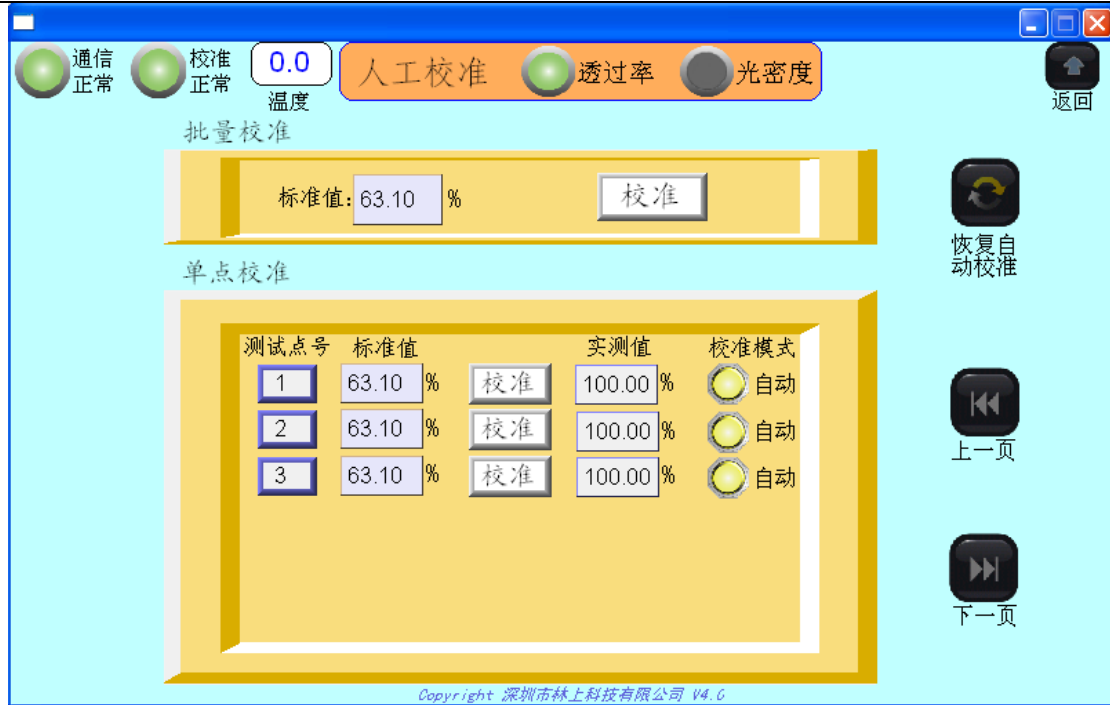 通信
正常
校准
正常
0.0
温度
人工校准 透过率 光密度
返回
批量校准
标准值: 63.10 % 校准
恢复自
动校准
单点校准
测试点号 标准值 实测值 校准模式
1 63.10 % 校准 100.00 % 自动
2 63.10 % 校准 100.00 % 自动
3 63.10 % 校准 100.00 % 自动
上一页
下一页
Copyright 深圳市林上科技有限公司